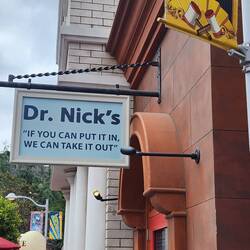 Dr. Nick's
"IF YOU CAN PUT IT IN,
WE CAN TAKE IT OUT"